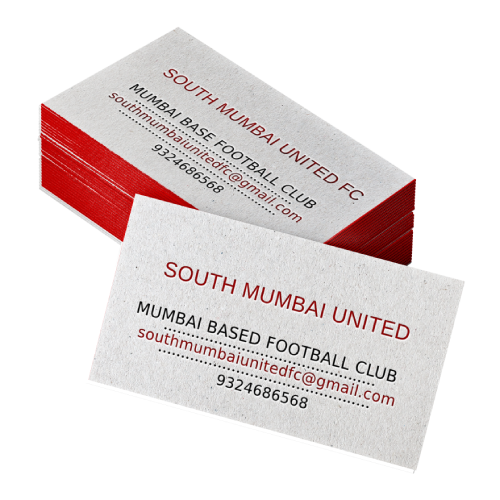 SOUTH MUMBAI UNITED FC
MUMBAI BASE FOOTBALL CLUB
southmumbaiunitedfc@gmail.com
9324686568
SOUTH MUMBAI UNITED
MUMBAI BASED FOOTBALL CLUB
southmumbaiunitedfc@gmail.com
9324686568